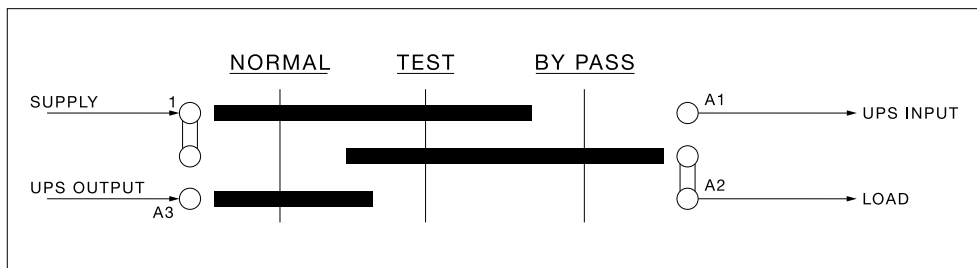 NORMAL TEST BY PASS
SUPPLY 1 A1 UPS INPUT
UPS OUTPUT A3 A2 LOAD